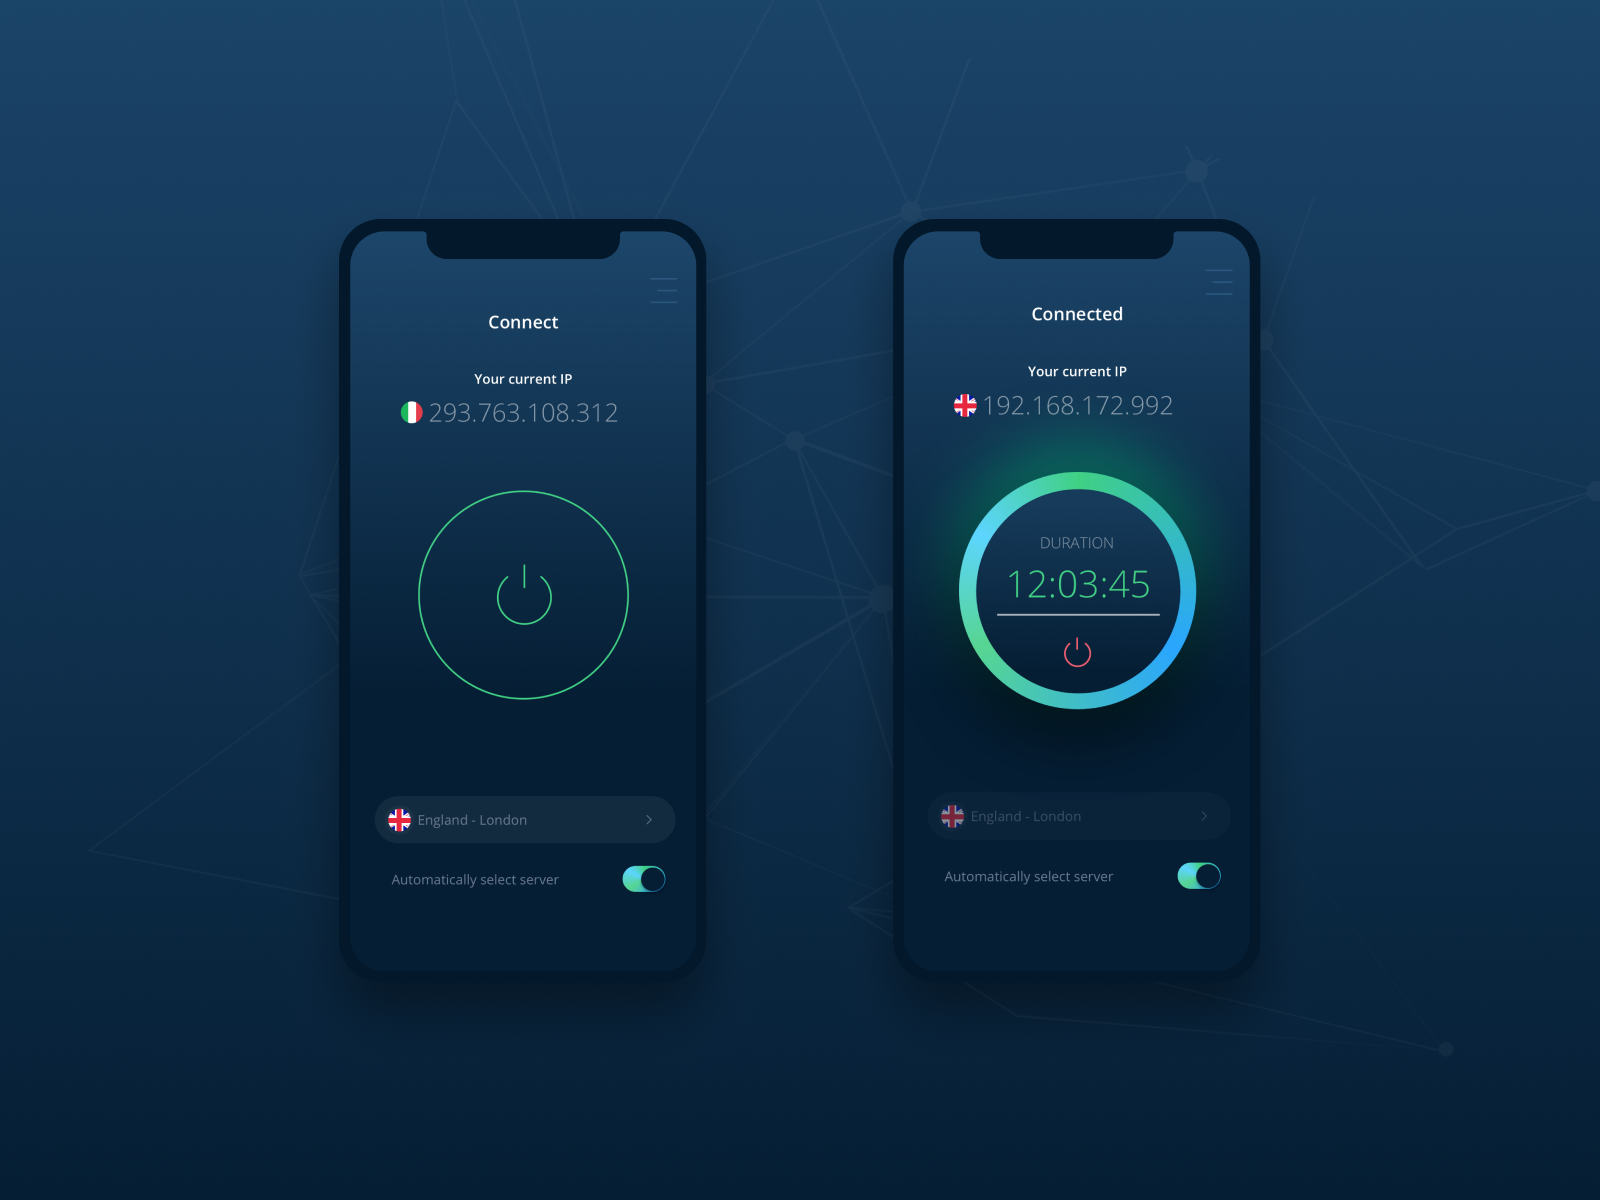 Connect
Your current IP
293.763.108.312
England - London
Automatically select server
Connected
Your current IP
192.168.172.992
DURATION
12:03:45
England - London
Automatically select server